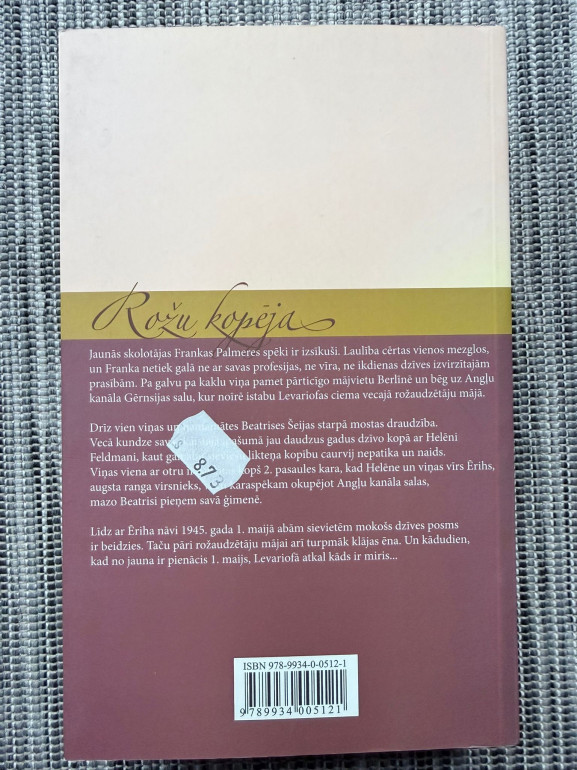 Rožu kopēja
Jaunās skolotājas Frankas Palmeres spēki ir izsīkuši. Laulība cērtas vienos mezglos,
un Franka netiek galā ne ar savas profesijas, ne vīra, ne ikdienas dzīves izvirzītajām
prasībām. Pa galvu pa kaklu viņa pamet pārticīgo mājvietu Berlīnē un bēg uz Angļu
kanāla Gērnsijas salu, kur noīrē istabu Levariofas ciema vecajā rožaudzētāju mājā.
Drīz vien viņas un mātes Beatrises Šeijas starpā mostas draudzība.
Vecā kundze īpašumā jau daudzus gadus dzīvo kopā ar Helēni
Feldmani, kaut likteņa kopību caurvij nepatika un naids.
Viņas viena ar otru kopš 2. pasaules kara, kad Helēne un viņas vīrs Ērihs,
augsta ranga virsnieks, karaspēkam okupējot Angļu kanāla salas,
mazo Beatrisi pieņem savā ģimenē.
Līdz ar Ēriha nāvi 1945. gada 1. maijā abām sievietēm mokošs dzīves posms
ir beidzies. Taču pāri rožaudzētāju mājai arī turpmāk klājas ēna. Un kādudien,
kad no jauna ir pienācis 1. maijs, Levariofā atkal kāds ir miris...
8.73
ISBN 978-9934-0-0512-1
9 789934 005121